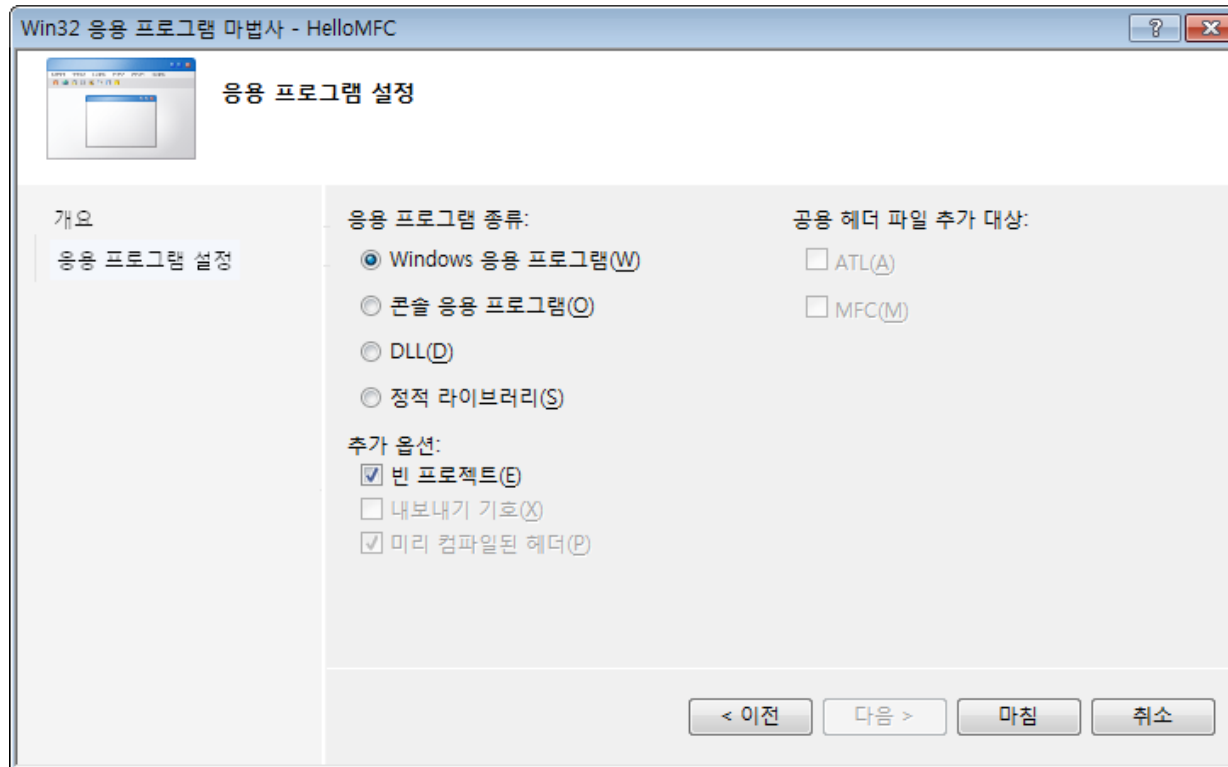 Win32 응용 프로그램 마법사 - HelloMFC
응용 프로그램 설정
개요
응용 프로그램 설정
응용 프로그램 종류:
Windows 응용 프로그램(W)
콘솔 응용 프로그램(O)
DLL(D)
정적 라이브러리(S)
추가 옵션:
빈 프로젝트(E)
내보내기 기호(X)
미리 컴파일된 헤더(P)
공용 헤더 파일 추가 대상:
ATL(A)
MFC(M)
< 이전
다음 >
마침
취소